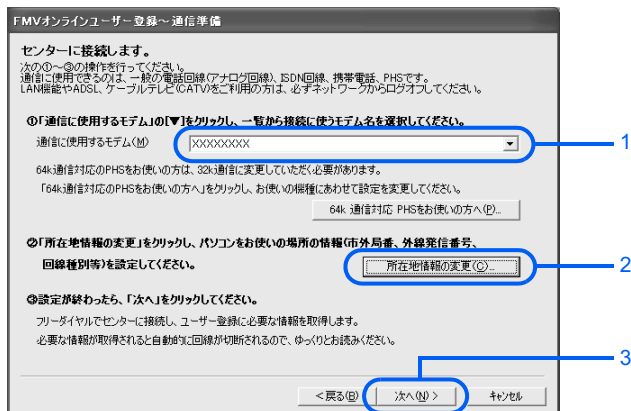 FMVオンラインユーザー登録～通信準備
センターに接続します。
次の①～③の操作を行ってください。
通信に使用できるのは、一般の電話回線(アナログ回線)、ISDN回線、携帯電話、PHSです。
LAN機能やADSL、ケーブルテレビ(CATV)をご利用の方は、必ずネットワークからログオフしてください。
①「通信に使用するモデム」の[▼]をクリックし、一覧から接続に使うモデム名を選択してください。
通信に使用するモデム(M)
XXXXXXXX
1
64k通信対応のPHSをお使いの方は、32k通信に変更していただく必要があります。
「64k通信対応のPHSをお使いの方へ」をクリックし、お使いの機種にあわせて設定を変更してください。
64k 通信対応 PHSをお使いの方へ(P)...
②「所在地情報の変更」をクリックし、パソコンをお使いの場所の情報(市外局番、外線発信番号、
回線種別等)を設定してください。
所在地情報の変更(C)...
2
③設定が終わったら、「次へ」をクリックしてください。
フリーダイヤルでセンターに接続し、ユーザー登録に必要な情報を取得します。
必要な情報が取得されると自動的に回線が切断されるので、ゆっくりとお読みください。
3
<戻る(B)
次へ(N) >
キャンセル